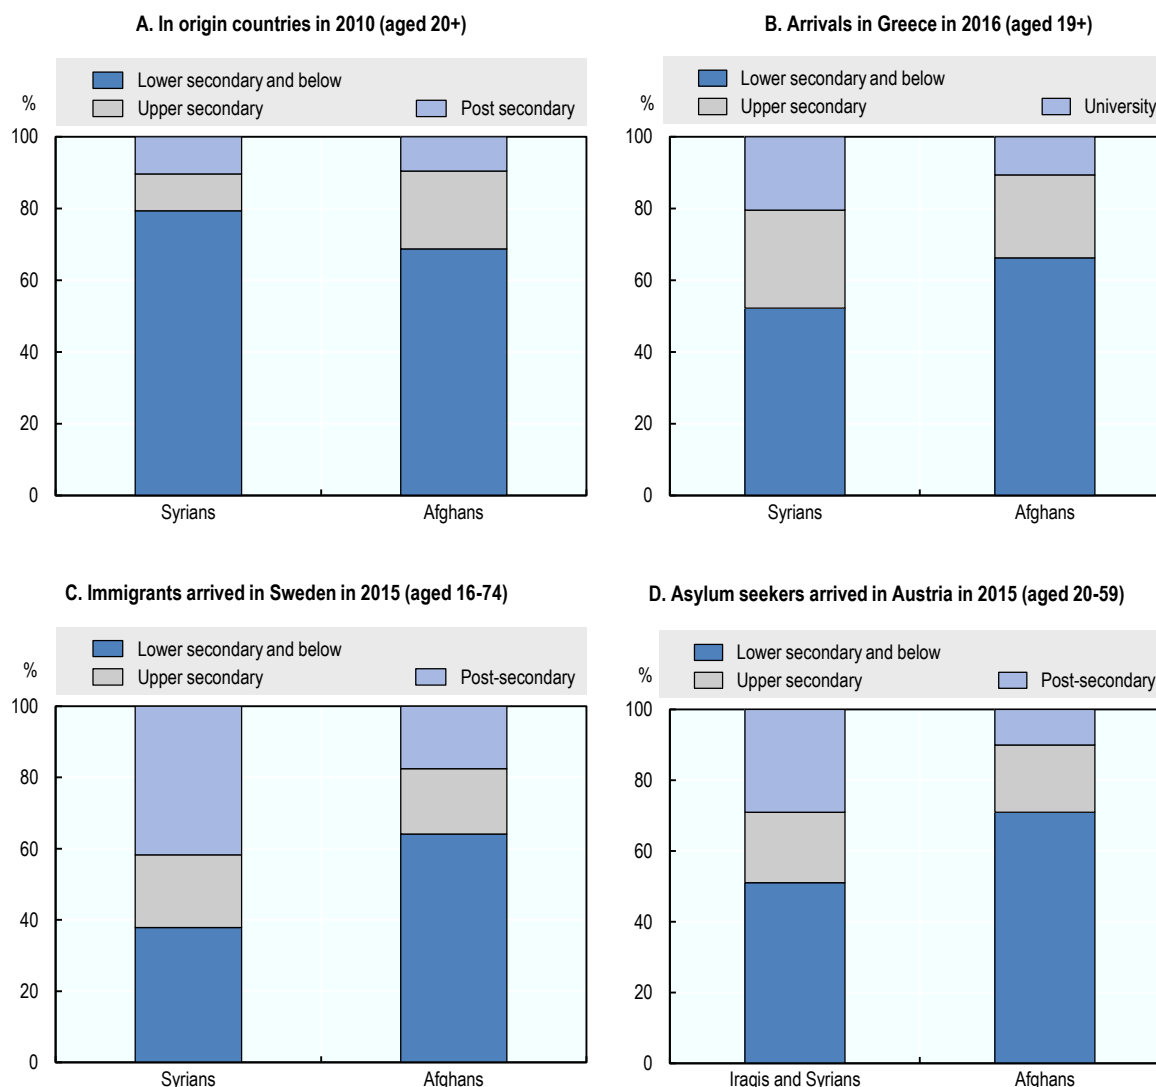 A. In origin countries in 2010 (aged 20+)
Lower secondary and below
Upper secondary
Post secondary
%
100
80
60
40
20
0
Syrians
Afghans
B. Arrivals in Greece in 2016 (aged 19+)
Lower secondary and below
Upper secondary
University
%
100
80
60
40
20
0
Syrians
Afghans
C. Immigrants arrived in Sweden in 2015 (aged 16-74)
Lower secondary and below
Upper secondary
Post-secondary
%
100
80
60
40
20
0
Syrians
Afghans
D. Asylum seekers arrived in Austria in 2015 (aged 20-59)
Lower secondary and below
Upper secondary
Post-secondary
%
100
80
60
40
20
0
Iraqis and Syrians
Afghans